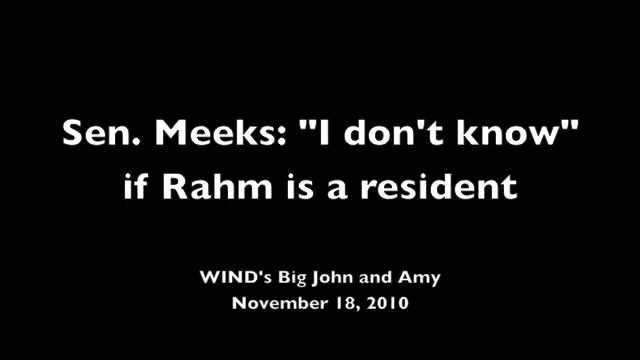 Sen. Meeks: "I don't know"
if Rahm is a resident
WIND's Big John and Amy
November 18, 2010